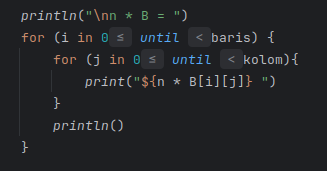 println("\nn * B = ")
for (i in 0 ≤ until < baris) {
for (j in 0 ≤ until < kolom){
print("${n * B[i][j]} ")
}
println()
}